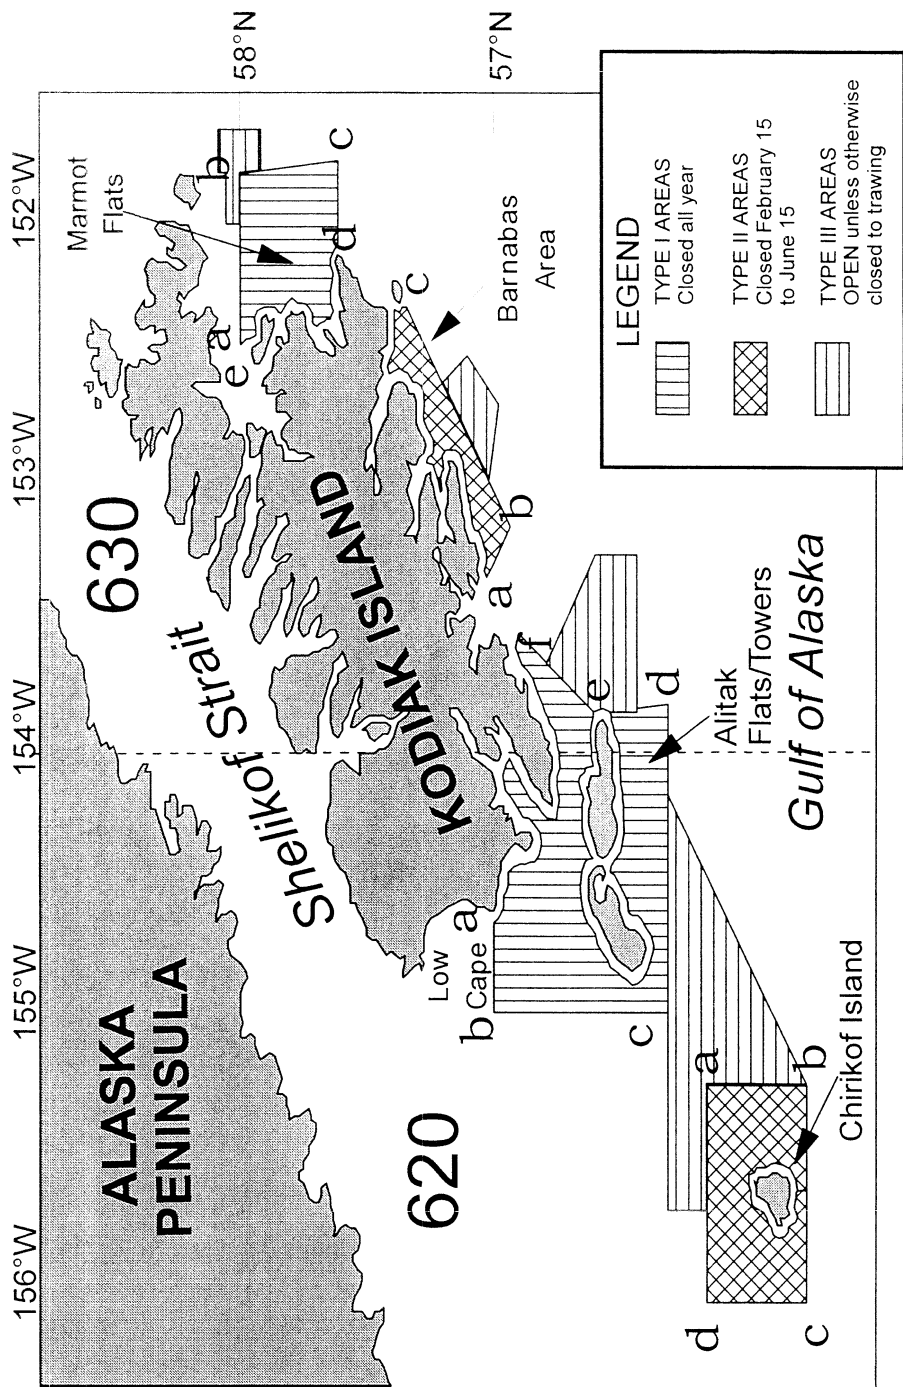 156°W
155°W
154°W
153°W
152°W
58°N
57°N
ALASKA
PENINSULA
Shelikof Strait
630
620
KODIAK ISLAND
Marmot
Flats
a
b
c
d
e
Barnabas
Area
a
b
c
Low
Cape
a
b
c
d
e
f
Alitak
Flats/Towers
Gulf of Alaska
Chirikof Island
a
b
c
d
LEGEND
TYPE I AREAS
Closed all year
TYPE II AREAS
Closed February 15
to June 15
TYPE III AREAS
OPEN unless otherwise
closed to trawing